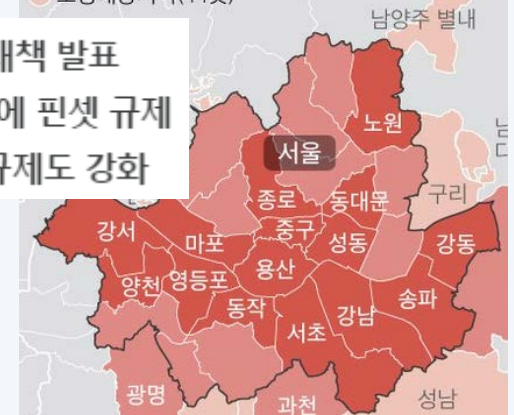 남양주 별내
대책 발표
에 핀셋 규제
규제도 강화
노원
서울
구리
종로
동대문
강서
마포
중구
성동
강동
양천
영등포
용산
송파
동작
강남
서초
광명
과천
성남